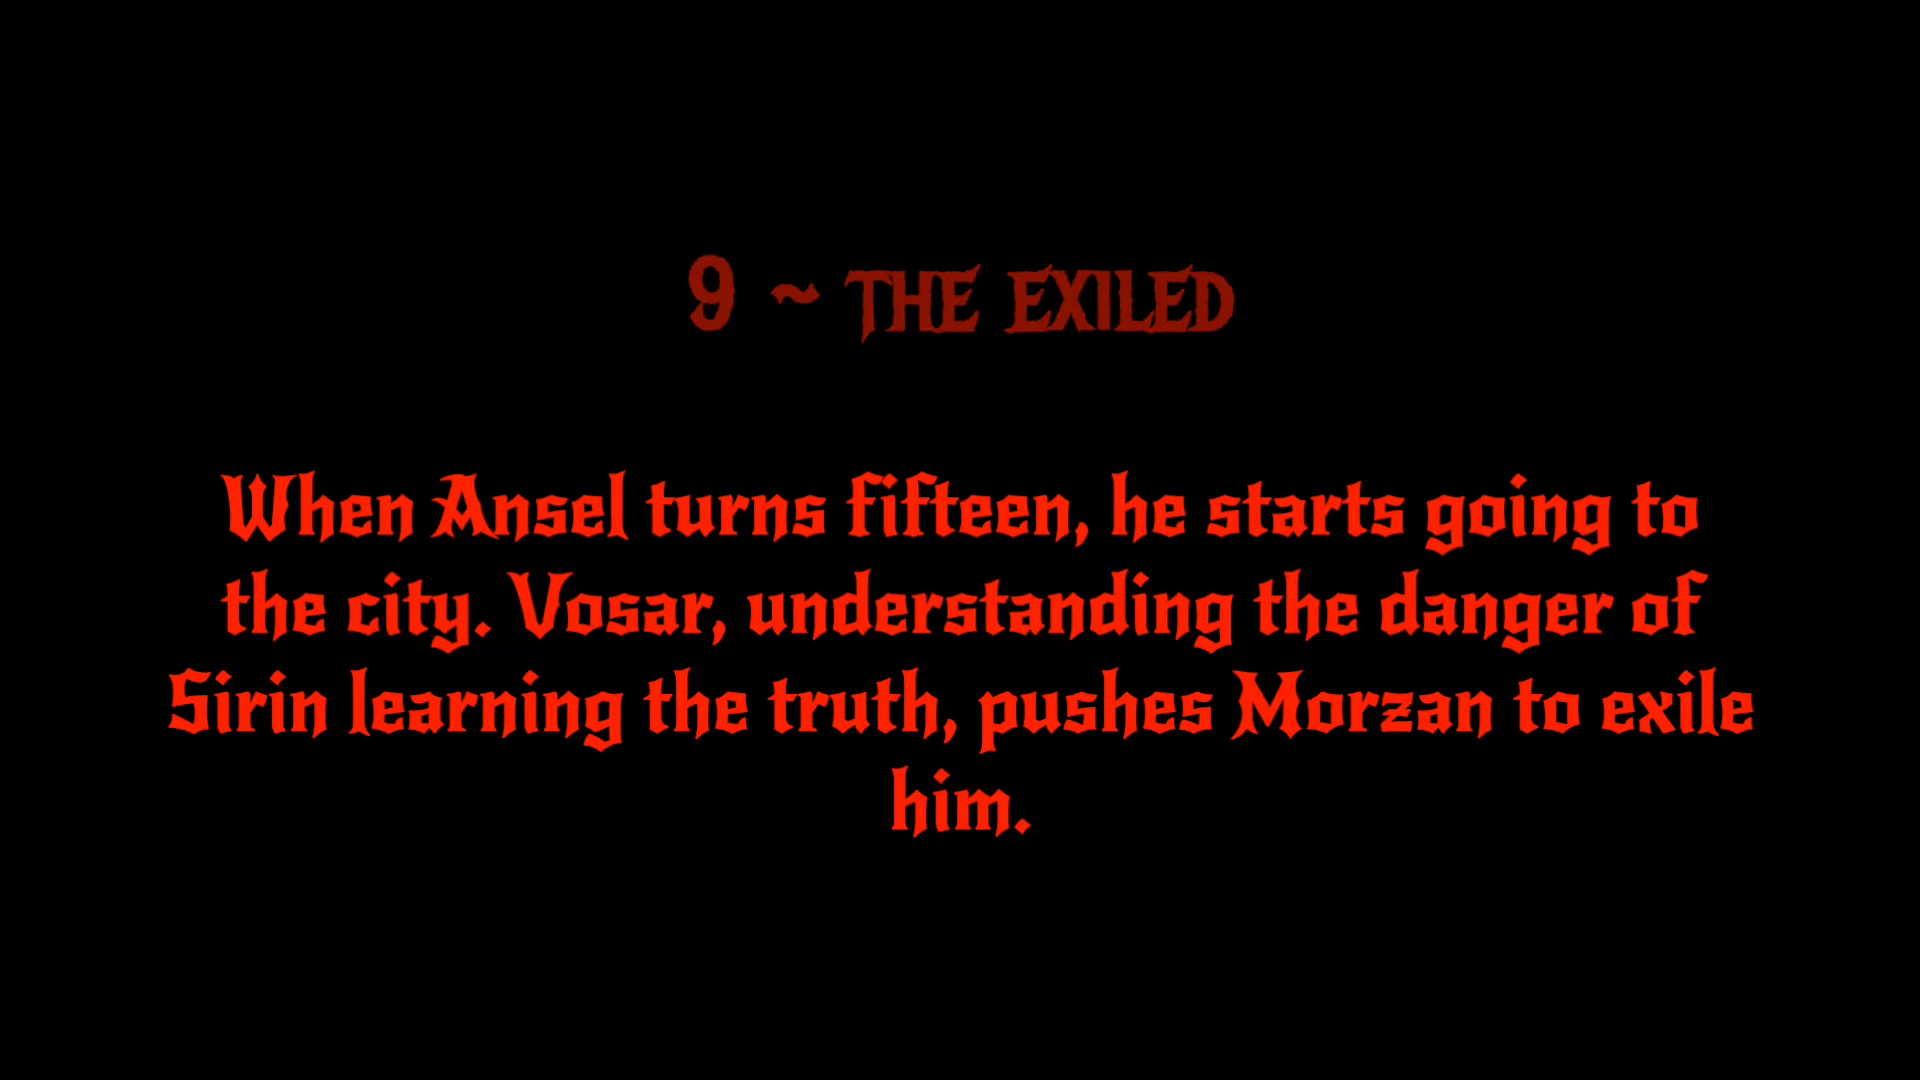 9 ~ THE EXILED
When Ansel turns fifteen, he starts going to
the city. Vosar, understanding the danger of
Sirin learning the truth, pushes Morzan to exile
him.